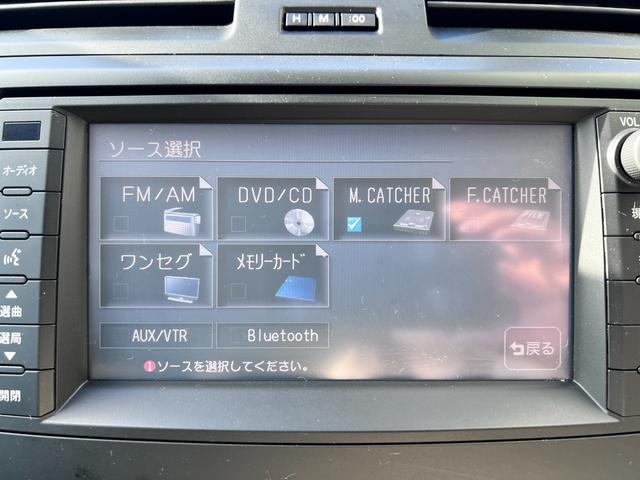 H M :00
VOL
ソース選択
オーディオ
FM/AM DVD/CD M.CATCHER F.CATCHER
FILE
ソース
ワンセグ メモリーカード
選曲
AUX/VTR Bluetooth
選局
戻る
ソースを選択してください。
開閉